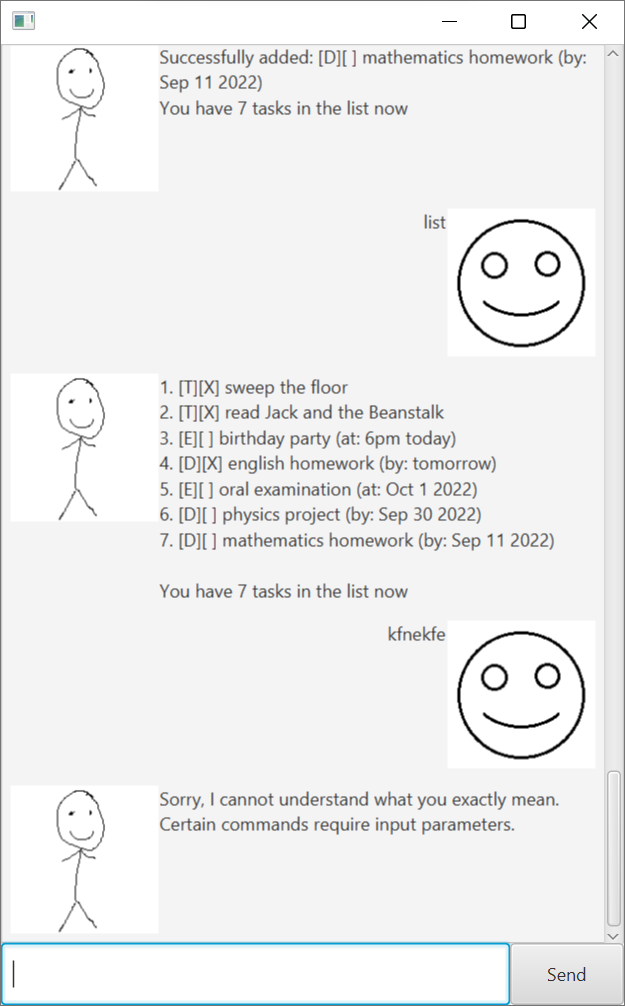 Successfully added: [D][ ] mathematics homework (by:
Sep 11 2022)
You have 7 tasks in the list now
list
1. [T][X] sweep the floor
2. [T][X] read Jack and the Beanstalk
3. [E][ ] birthday party (at: 6pm today)
4. [D][X] english homework (by: tomorrow)
5. [E][ ] oral examination (at: Oct 1 2022)
6. [D][ ] physics project (by: Sep 30 2022)
7. [D][ ] mathematics homework (by: Sep 11 2022)
You have 7 tasks in the list now
kfnekfe
Sorry, I cannot understand what you exactly mean.
Certain commands require input parameters.
Send